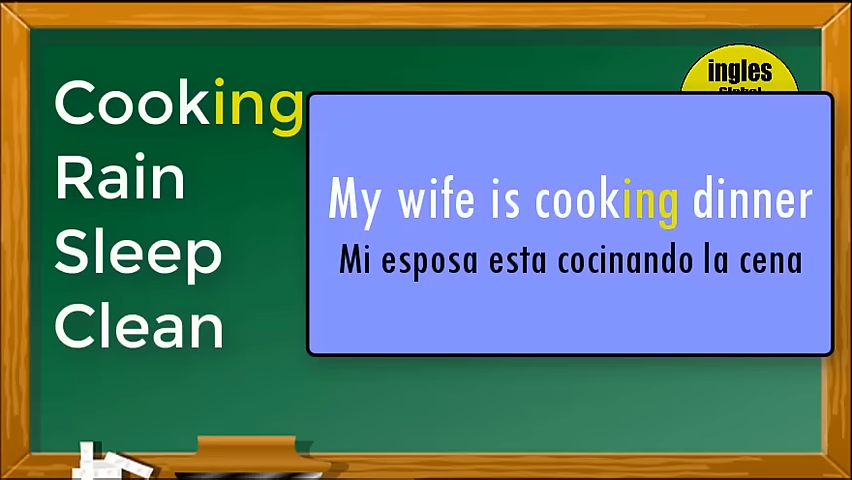 Cooking
Rain
Sleep
Clean
ingles
My wife is cooking dinner
Mi esposa esta cocinando la cena